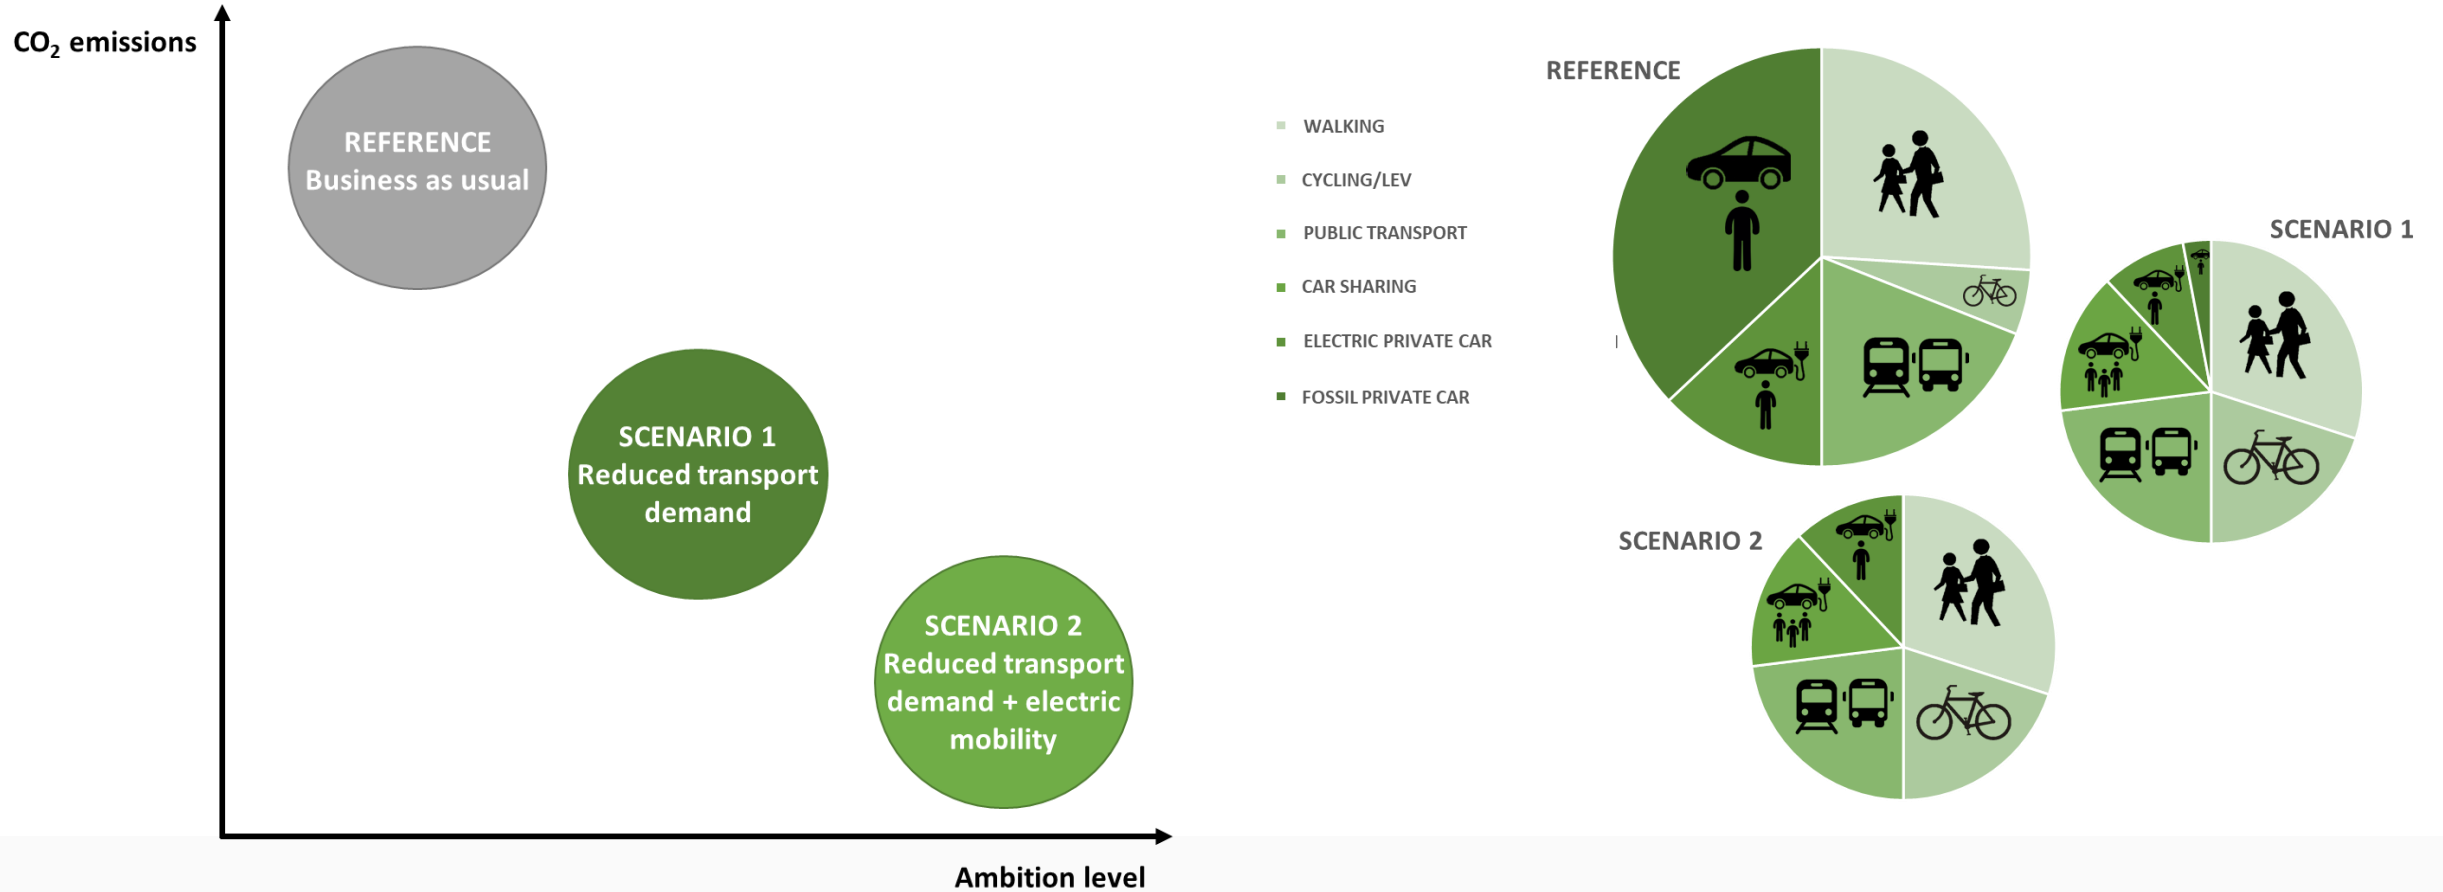 CO₂ emissions
REFERENCE
Business as usual
SCENARIO 1
Reduced transport
demand
SCENARIO 2
Reduced transport
demand + electric
mobility
Ambition level
WALKING
CYCLING/LEV
PUBLIC TRANSPORT
CAR SHARING
ELECTRIC PRIVATE CAR
FOSSIL PRIVATE CAR
REFERENCE
SCENARIO 1
SCENARIO 2